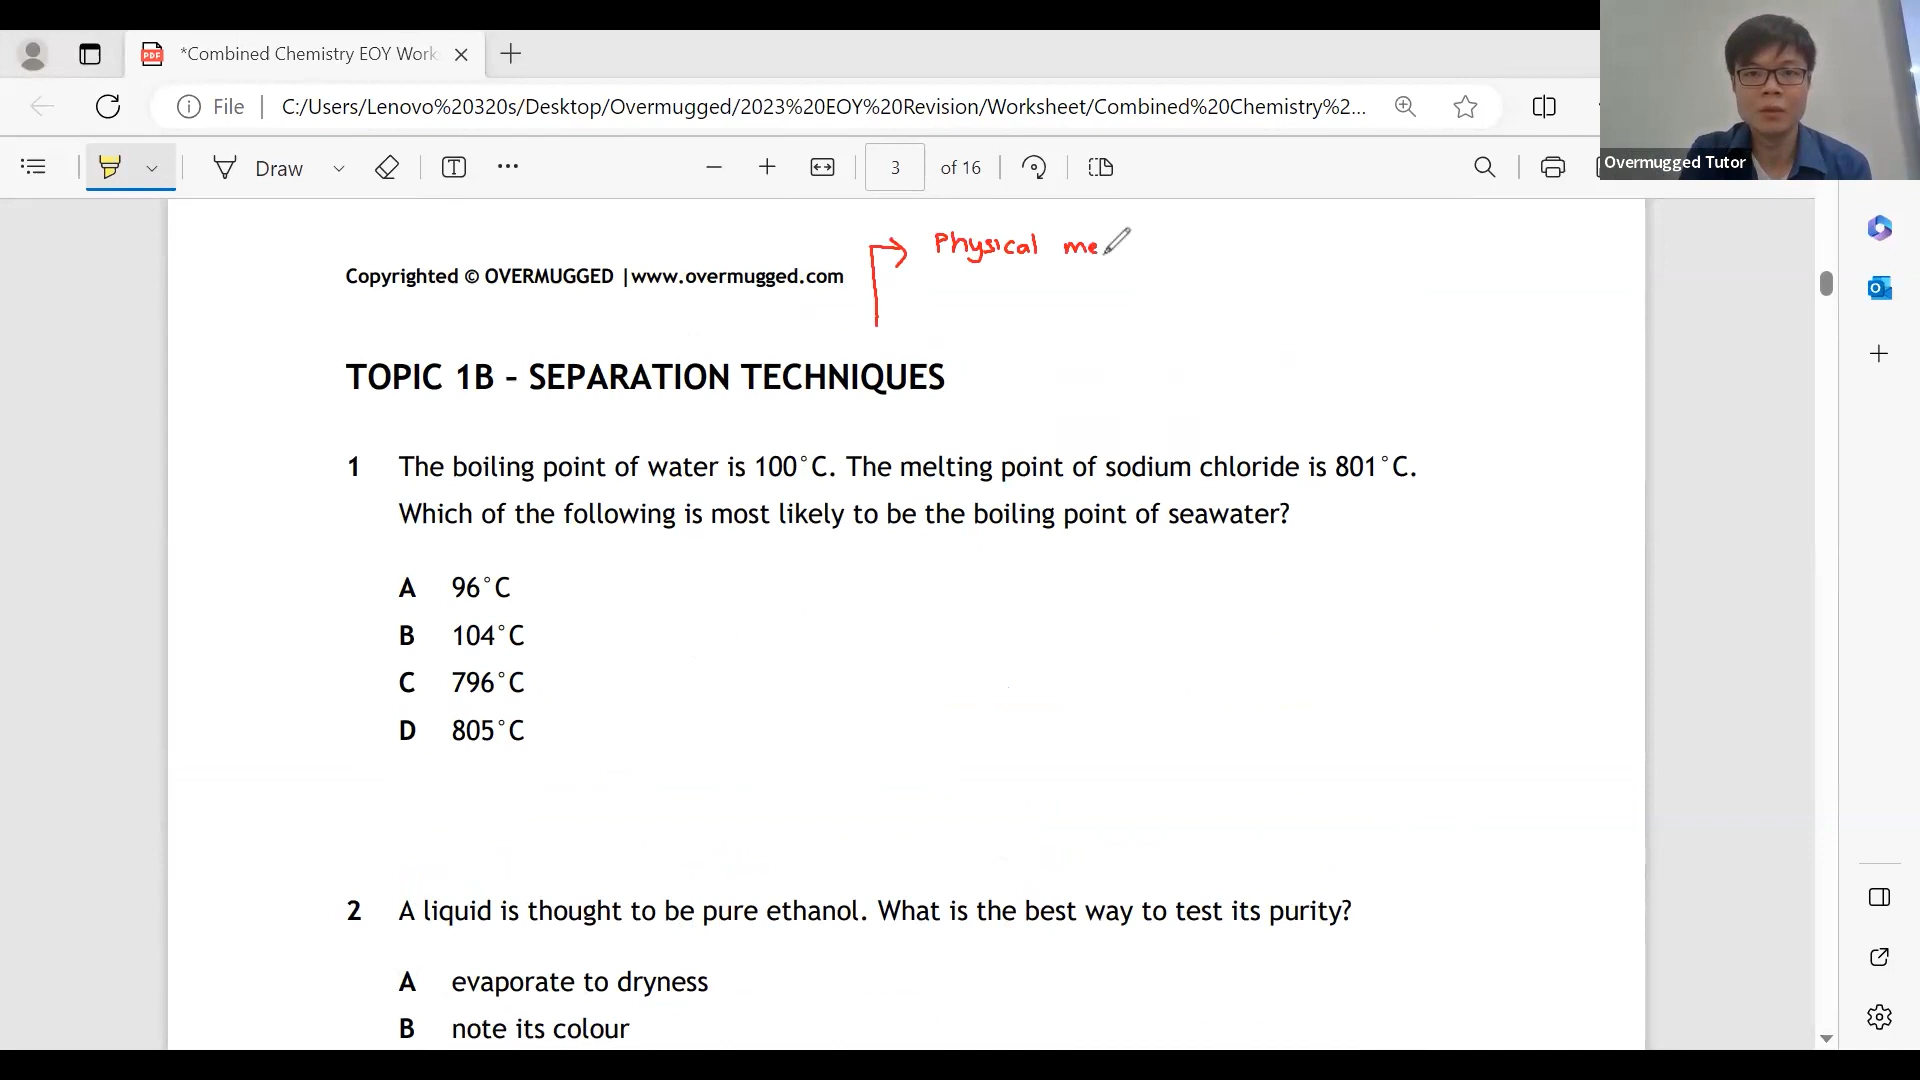 *Combined Chemistry EOY Work
File
C:/Users/Lenovo%20320s/Desktop/Overmugged/2023%20EOY%20Revision/Worksheet/Combined%20Chemistry%2...
Overmugged Tutor
Draw
3 of 16
Physical me
Copyrighted © OVERMUGGED |www.overmugged.com
TOPIC 1B – SEPARATION TECHNIQUES
1 The boiling point of water is 100°C. The melting point of sodium chloride is 801°C.
Which of the following is most likely to be the boiling point of seawater?
A 96°C
B 104°C
C 796°C
D 805°C
2 A liquid is thought to be pure ethanol. What is the best way to test its purity?
A evaporate to dryness
B note its colour